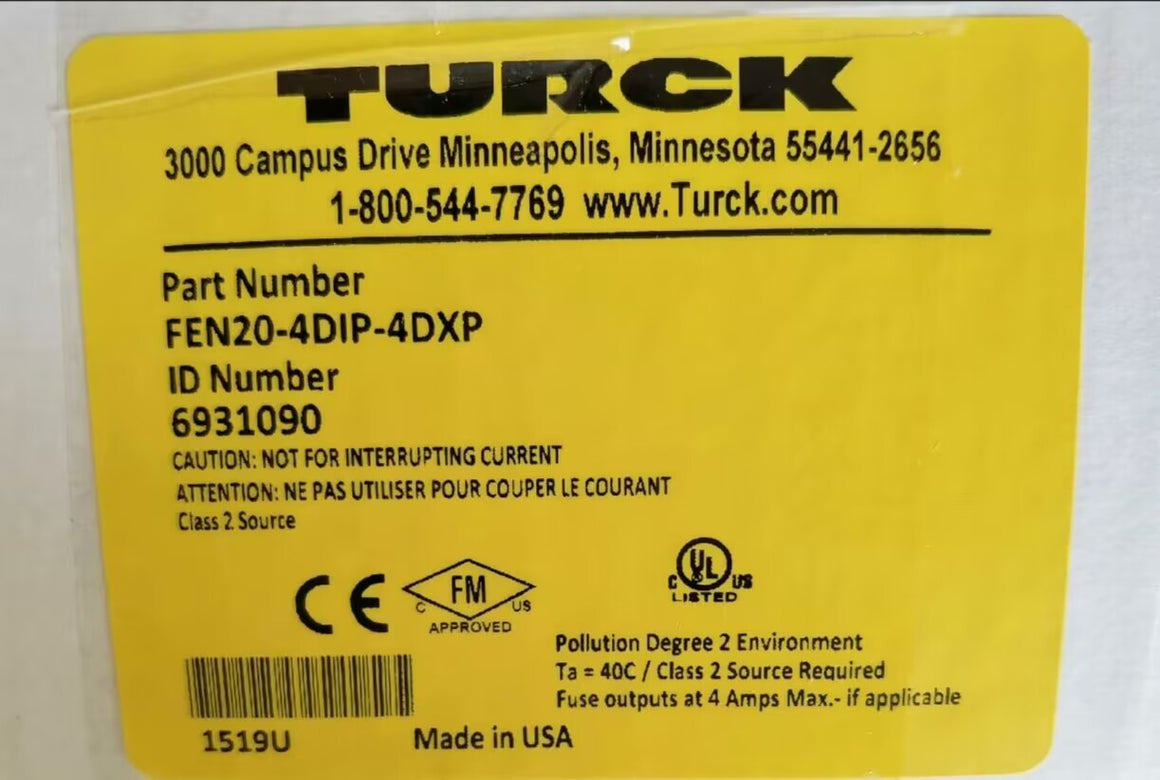 TURCK
3000 Campus Drive Minneapolis, Minnesota 55441-2656
1-800-544-7769 www.Turck.com
Part Number
FEN20-4DIP-4DXP
ID Number
6931090
CAUTION: NOT FOR INTERRUPTING CURRENT
ATTENTION: NE PAS UTILISER POUR COUPER LE COURANT
Class 2 Source
CE
C FM US
APPROVED
C UL US
LISTED
Pollution Degree 2 Environment
Ta = 40C / Class 2 Source Required
Fuse outputs at 4 Amps Max.- if applicable
1519U
Made in USA